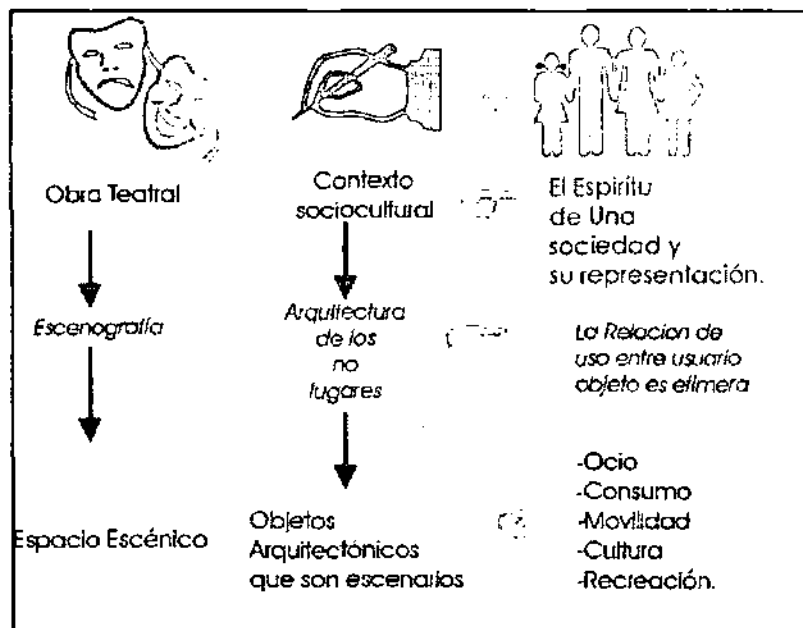 Obra Teatral
Contexto
sociocultural
El Espiritu
de Una
sociedad y
su representación.
Escenografía
Arquitectura
de los
no
lugares
La Relacion de
uso entre usuario
objeto es efimera
Espacio Escénico
Objetos
Arquitectónicos
que son escenarios
-Ocio
-Consumo
-Movilidad
-Cultura
-Recreación.